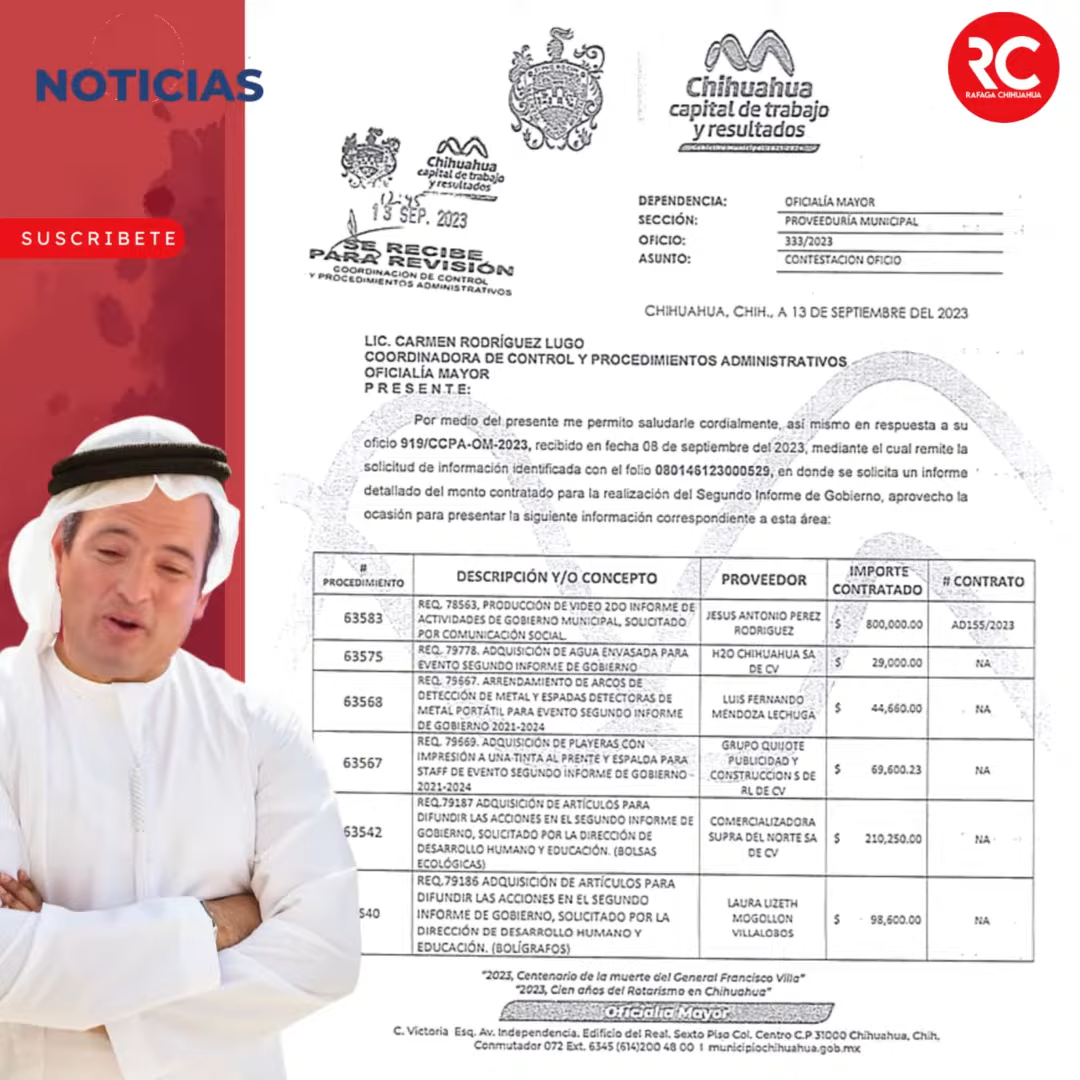 NOTICIAS
SUSCRIBETE
RC
RAFAGA CHIHUAHUA
Chihuahua
capital de trabajo
y resultados
Chihuahua
capital de trabajo
y resultados
12:45
13 SEP. 2023
SE RECIBE
PARA REVISIÓN
COORDINACIÓN DE CONTROL
Y PROCEDIMIENTOS ADMINISTRATIVOS
DEPENDENCIA: OFICIALÍA MAYOR
SECCIÓN: PROVEEDURÍA MUNICIPAL
OFICIO: 333/2023
ASUNTO: CONTESTACION OFICIO
CHIHUAHUA, CHIH., A 13 DE SEPTIEMBRE DEL 2023
LIC. CARMEN RODRÍGUEZ LUGO
COORDINADORA DE CONTROL Y PROCEDIMIENTOS ADMINISTRATIVOS
OFICIALÍA MAYOR
P R E S E N T E:
Por medio del presente me permito saludarle cordialmente, así mismo en respuesta a su
oficio 919/CCPA-OM-2023, recibido en fecha 08 de septiembre del 2023, mediante el cual remite la
solicitud de información identificada con el folio 080146123000529, en donde se solicita un informe
detallado del monto contratado para la realización del Segundo Informe de Gobierno, aprovecho la
ocasión para presentar la siguiente información correspondiente a esta área:
# PROCEDIMIENTO DESCRIPCIÓN Y/O CONCEPTO PROVEEDOR IMPORTE CONTRATADO # CONTRATO
63583 REQ. 78563, PRODUCCIÓN DE VIDEO 2DO INFORME DE
ACTIVIDADES DE GOBIERNO MUNICIPAL, SOLICITADO
POR COMUNICACIÓN SOCIAL.
JESUS ANTONIO PEREZ
RODRIGUEZ
$ 800,000.00 AD155/2023
63575 REQ. 79778. ADQUISICIÓN DE AGUA ENVASADA PARA
EVENTO SEGUNDO INFORME DE GOBIERNO
H2O CHIHUAHUA SA
DE CV
$ 29,000.00 NA
63568 REQ. 79667. ARRENDAMIENTO DE ARCOS DE
DETECCIÓN DE METAL Y ESPADAS DETECTORAS DE
METAL PORTÁTIL PARA EVENTO SEGUNDO INFORME
DE GOBIERNO 2021-2024
LUIS FERNANDO
MENDOZA LECHUGA
$ 44,660.00 NA
63567 REQ. 79669. ADQUISICIÓN DE PLAYERAS CON
IMPRESIÓN A UNA TINTA AL FRENTE Y ESPALDA PARA
STAFF DE EVENTO SEGUNDO INFORME DE GOBIERNO
2021-2024
GRUPO QUIJOTE
PUBLICIDAD Y
CONSTRUCCION S DE
RL DE CV
$ 69,600.23 NA
63542 REQ.79187 ADQUISICIÓN DE ARTÍCULOS PARA
DIFUNDIR LAS ACCIONES EN EL SEGUNDO INFORME DE
GOBIERNO, SOLICITADO POR LA DIRECCIÓN DE
DESARROLLO HUMANO Y EDUCACIÓN. (BOLSAS
ECOLÓGICAS)
COMERCIALIZADORA
SUPRA DEL NORTE SA
DE CV
$ 210,250.00 NA
540 REQ.79186 ADQUISICIÓN DE ARTÍCULOS PARA
DIFUNDIR LAS ACCIONES EN EL SEGUNDO
INFORME DE GOBIERNO, SOLICITADO POR LA
DIRECCIÓN DE DESARROLLO HUMANO Y
EDUCACIÓN. (BOLÍGRAFOS)
LAURA LIZETH
MOGOLLON
VILLALOBOS
$ 98,600.00 NA
"2023, Centenario de la muerte del General Francisco Villa"
"2023, Cien años del Rotarismo en Chihuahua"
Oficialía Mayor
C. Victoria Esq. Av. Independencia. Edificio del Real, Sexto Piso Col. Centro C.P 31000 Chihuahua, Chih.
Conmutador 072 Ext. 6345 (614)200 48 00 I municipiochihuahua.gob.mx